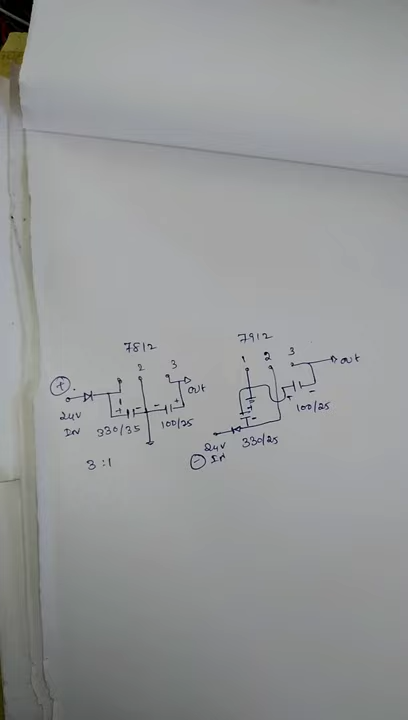 7812
2 3
+
OUT
24V
IN 330/35 100/25
3 : 1
7912
1 2 3
OUT
+ -
100/25
24V 330/25
- IN